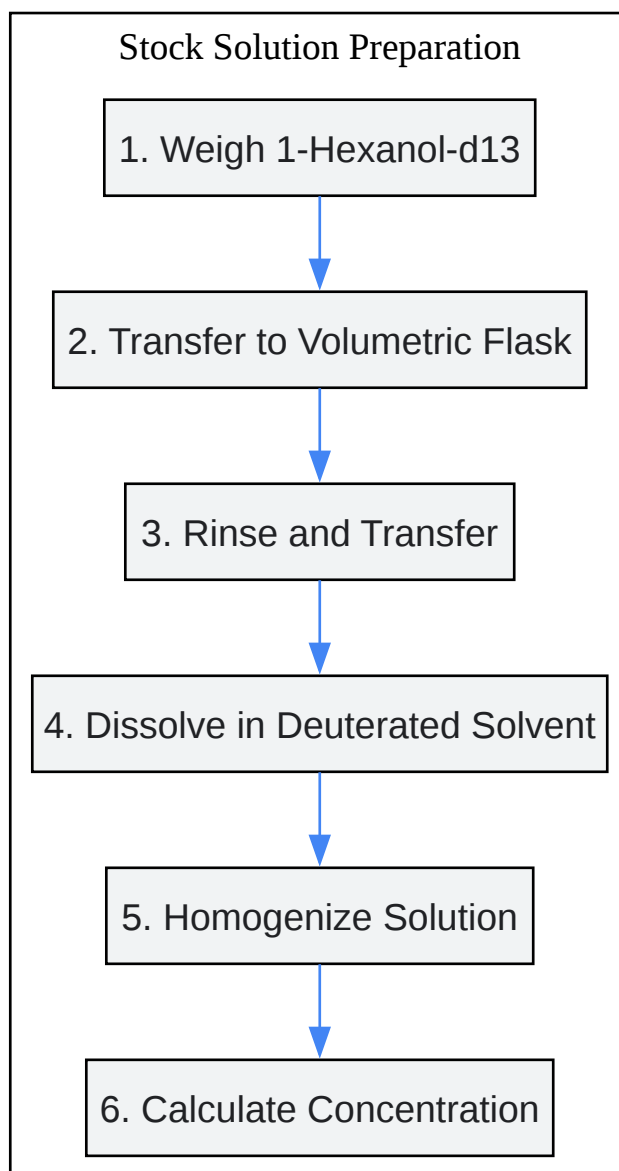 Stock Solution Preparation
1. Weigh 1-Hexanol-d13
2. Transfer to Volumetric Flask
3. Rinse and Transfer
4. Dissolve in Deuterated Solvent
5. Homogenize Solution
6. Calculate Concentration